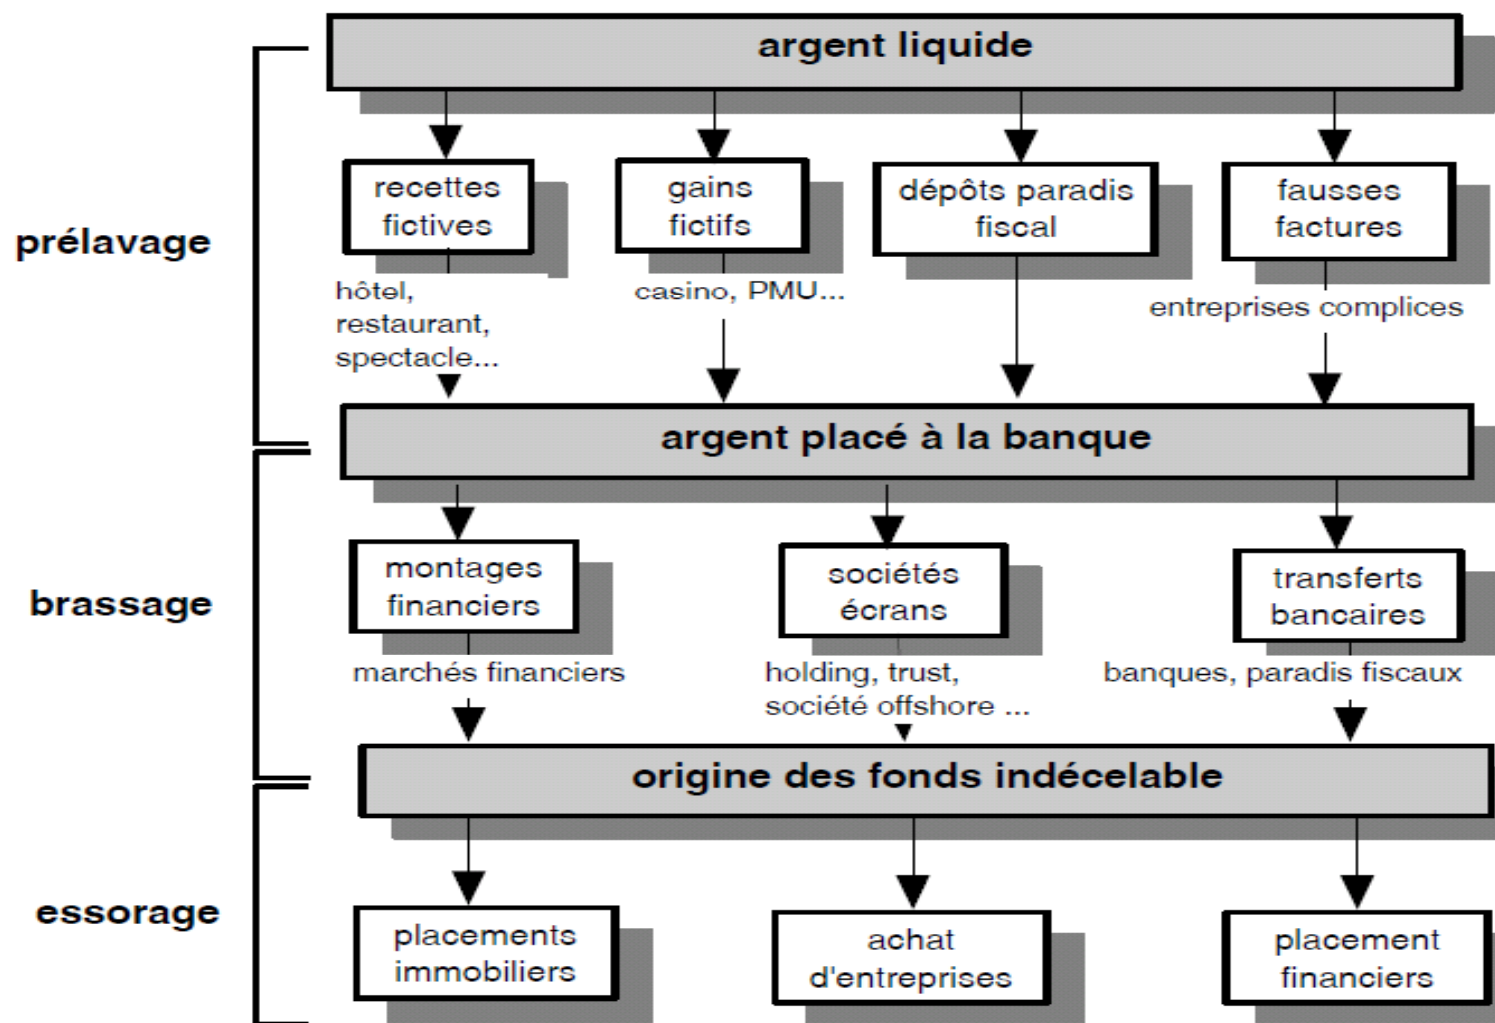 argent liquide
prélavage
recettes
fictives
gains
fictifs
dépôts paradis
fiscal
fausses
factures
hôtel,
restaurant,
spectacle...
casino, PMU...
entreprises complices
argent placé à la banque
brassage
montages
financiers
sociétés
écrans
transferts
bancaires
marchés financiers
holding, trust,
société offshore ...
banques, paradis fiscaux
origine des fonds indécelable
essorage
placements
immobiliers
achat
d'entreprises
placement
financiers